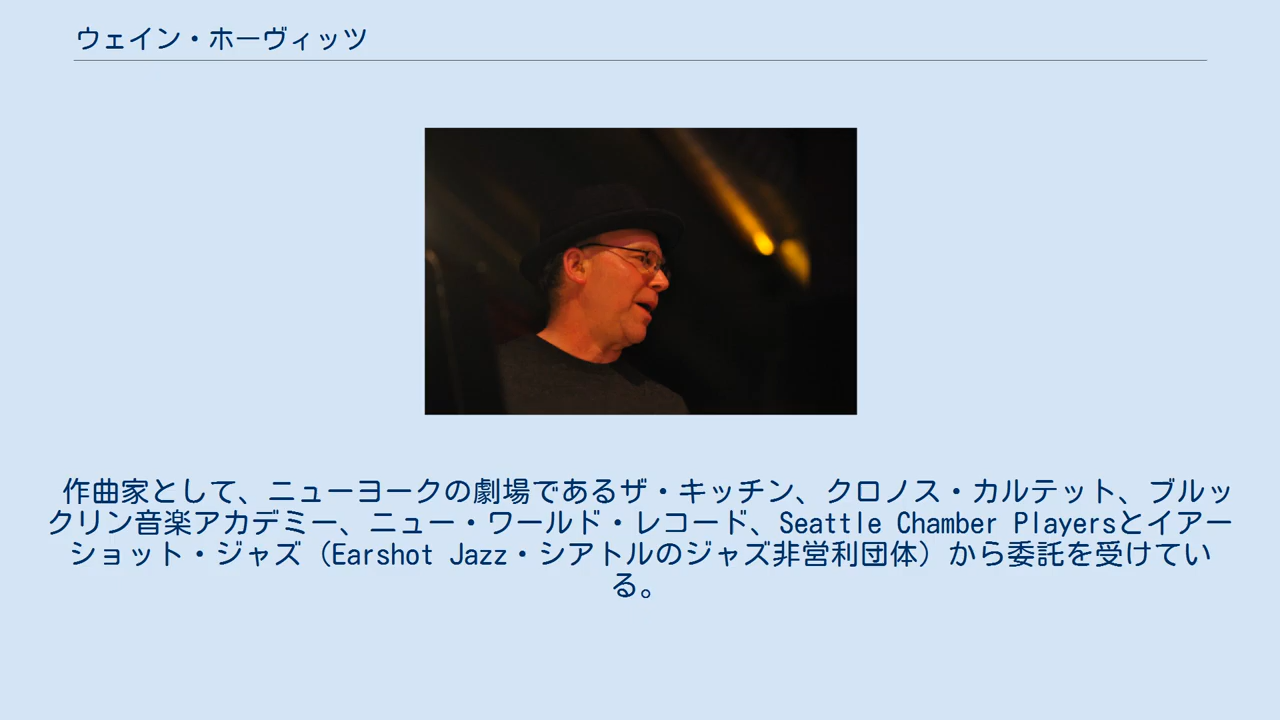 ウェイン・ホーヴィッツ
作曲家として、ニューヨークの劇場であるザ・キッチン、クロノス・カルテット、ブルッ
クリン音楽アカデミー、ニュー・ワールド・レコード、Seattle Chamber Playersとイアー
ショット・ジャズ（Earshot Jazz・シアトルのジャズ非営利団体）から委託を受けてい
る。